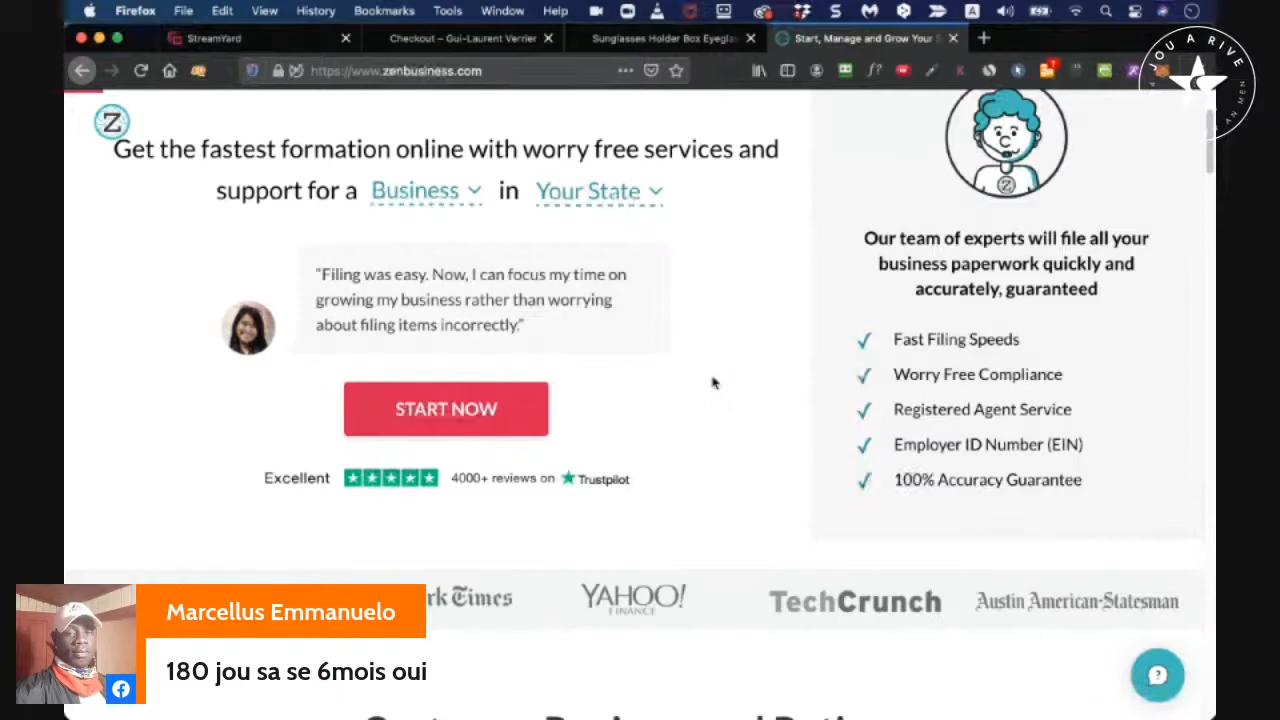 Firefox File Edit View History Bookmarks Tools Window Help
StreamYard
Checkout – Gui-Laurent Verrier
Sunglasses Holder Box Eyegla
Start, Manage and Grow Your
https://www.zenbusiness.com
YOU A RIVE
AN MEN
Z
Get the fastest formation online with worry free services and
support for a Business in Your State
“Filing was easy. Now, I can focus my time on
growing my business rather than worrying
about filing items incorrectly.”
START NOW
Excellent 4000+ reviews on Trustpilot
Our team of experts will file all your
business paperwork quickly and
accurately, guaranteed
Fast Filing Speeds
Worry Free Compliance
Registered Agent Service
Employer ID Number (EIN)
100% Accuracy Guarantee
rk Times
YAHOO!
FINANCE
TechCrunch
Austin American-Statesman
Marcellus Emmanuelo
180 jou sa se 6mois oui